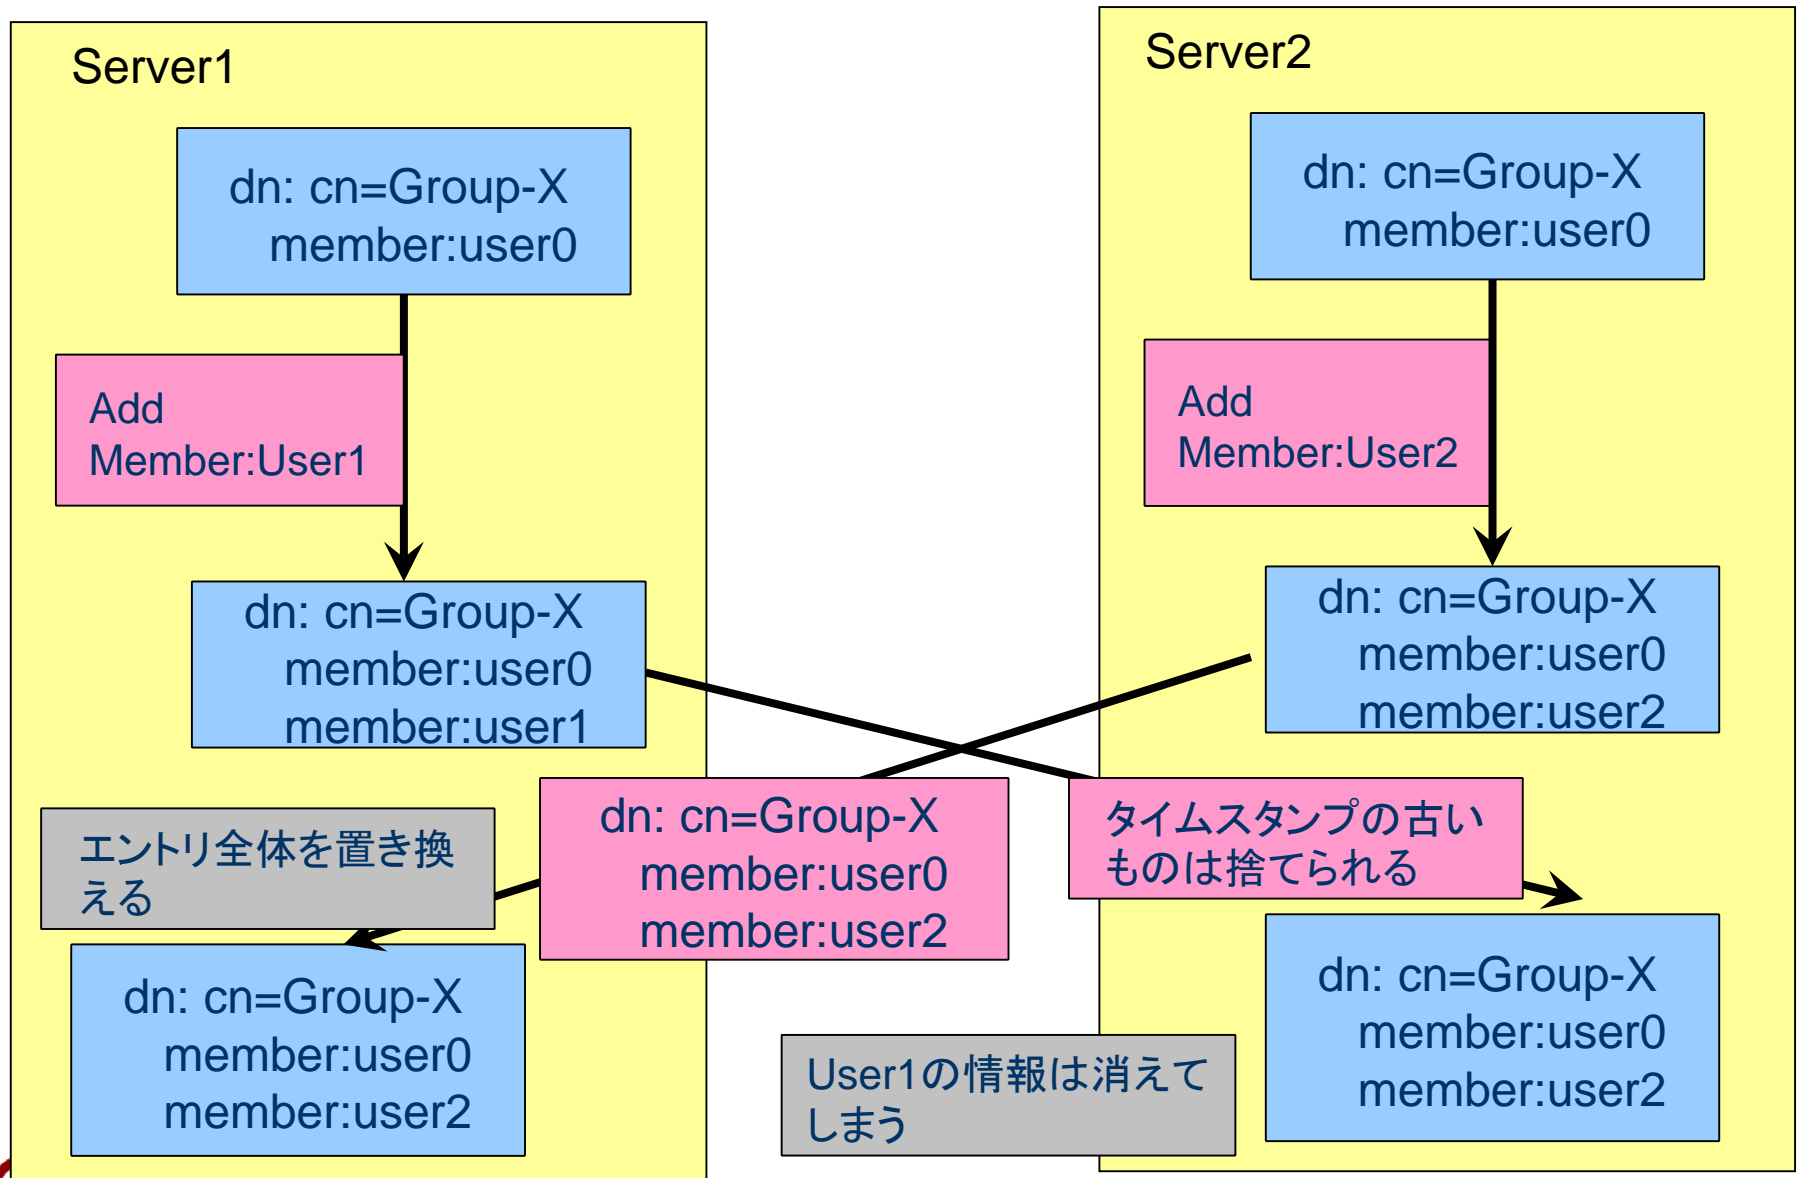 Server1
dn: cn=Group-X
member:user0
Add
Member:User1
dn: cn=Group-X
member:user0
member:user1
エントリ全体を置き換
える
dn: cn=Group-X
member:user0
member:user2
dn: cn=Group-X
member:user0
member:user2
Server2
dn: cn=Group-X
member:user0
Add
Member:User2
dn: cn=Group-X
member:user0
member:user2
タイムスタンプの古い
ものは捨てられる
dn: cn=Group-X
member:user0
member:user2
User1の情報は消えて
しまう